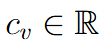 c_v ∈ ℝ